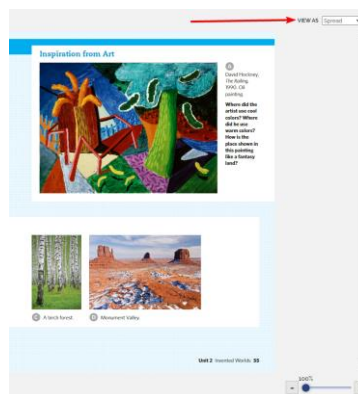 VIEW AS Spread
Inspiration from Art
A
David Hockney,
The Railing,
1990. Oil
painting
Where did the
artist use cool
colors? Where
did he use
warm colors?
How is the
place shown in
this painting
like a fantasy
land?
C A birch forest
D Monument Valley
Unit 2 Invented Worlds 55
100%
-